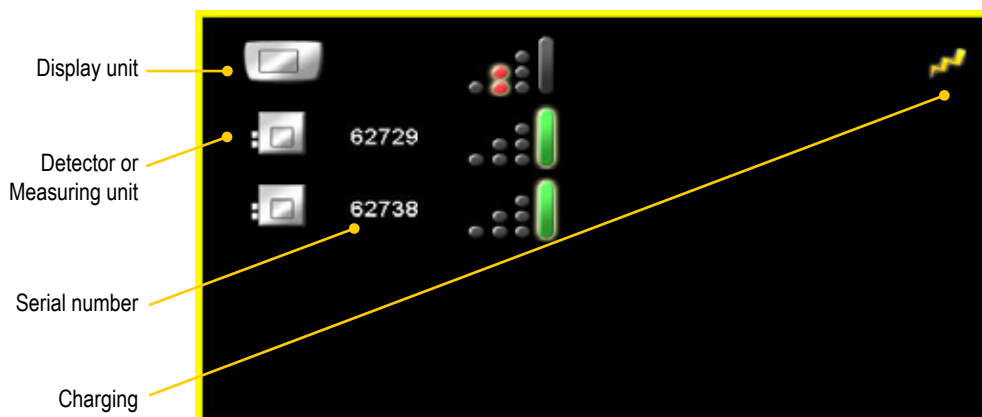 Display unit
62729
Detector or
Measuring unit
62738
Serial number
Charging